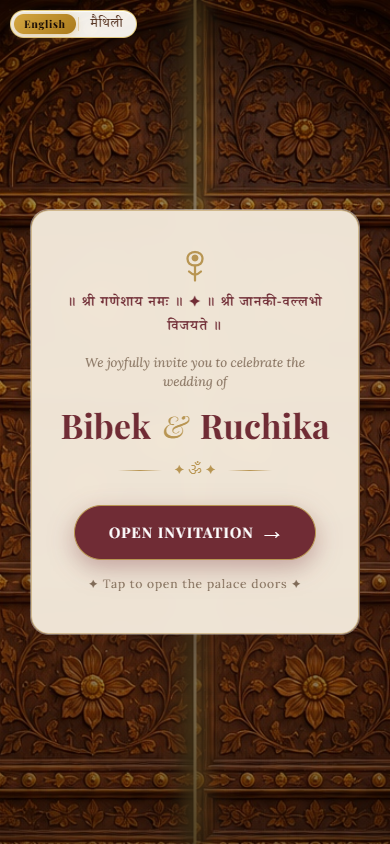 English | मैथिली
॥ श्री गणेशाय नमः ॥ ✦ ॥ श्री जानकी-वल्लभो
विजयते ॥
We joyfully invite you to celebrate the
wedding of
Bibek & Ruchika
✦ ॐ ✦
OPEN INVITATION →
✦ Tap to open the palace doors ✦